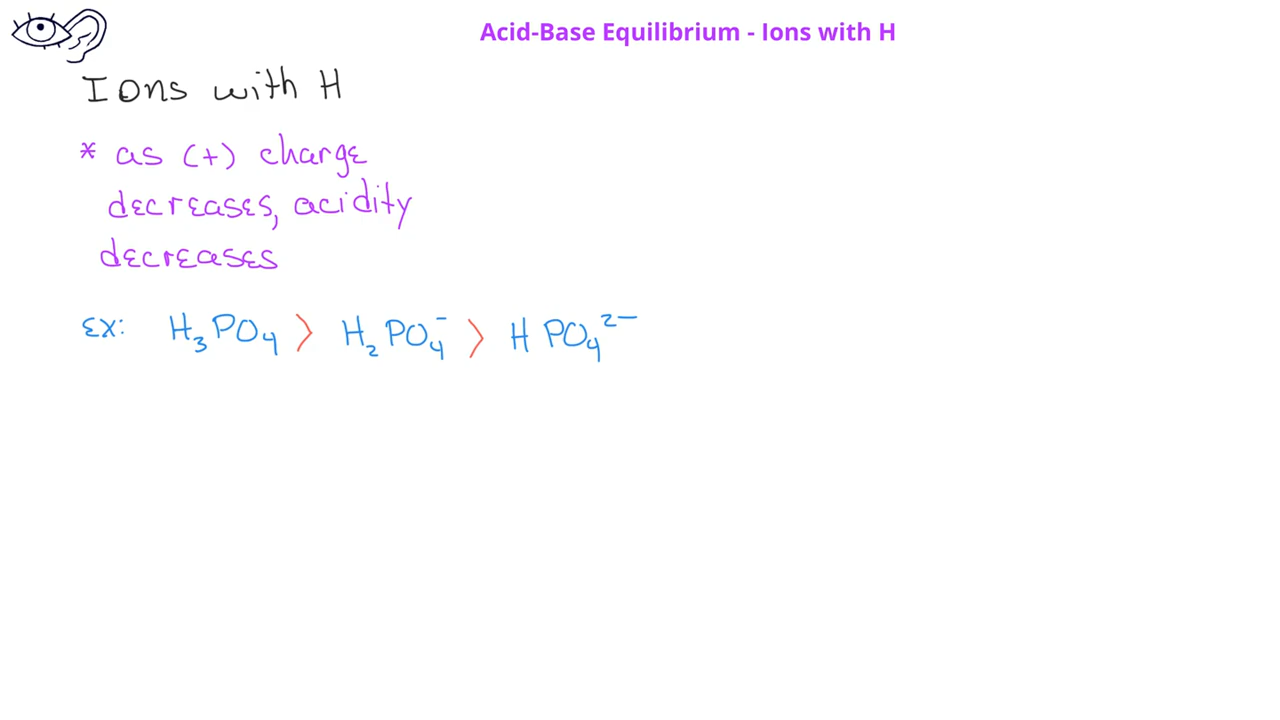 Acid-Base Equilibrium - Ions with H
Ions with H
* as (+) charge
decreases, acidity
decreases
Ex: H₃PO₄ > H₂PO₄⁻ > HPO₄²⁻